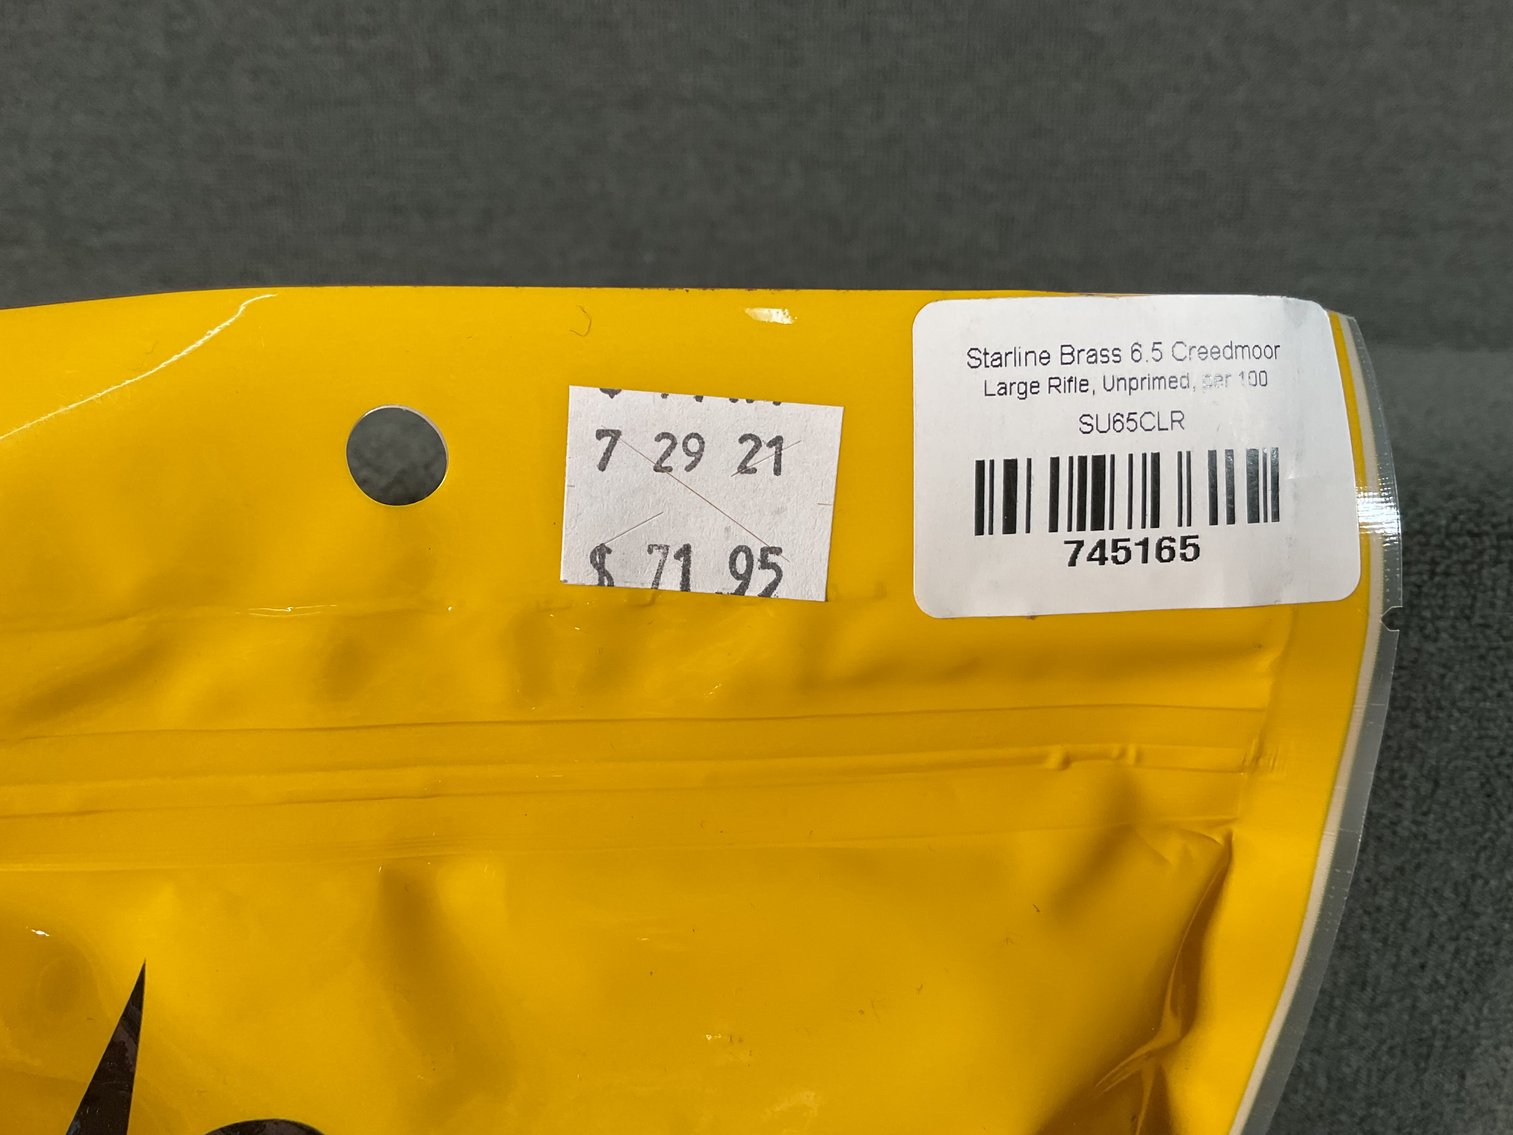 7 29 21
$ 71 95
Starline Brass 6.5 Creedmoor
Large Rifle, Unprimed, per 100
SU65CLR
745165